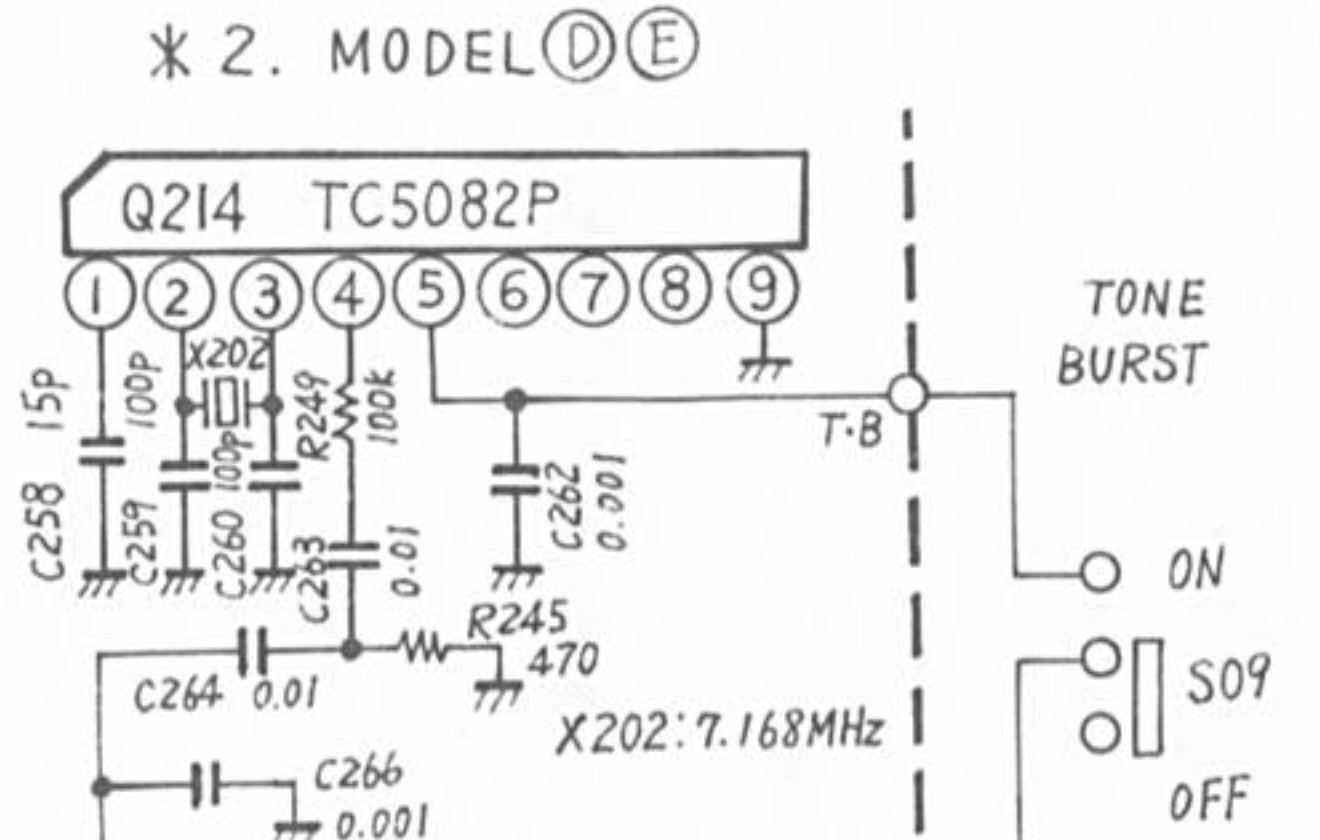 * 2. MODEL D E
Q214 TC5082P
1 2 3 4 5 6 7 8 9
TONE
BURST
C258 15p
C259 100p
X202
C260 100p
R249 100k
C263 0.01
C262 0.001
T·B
ON
S09
OFF
R245
470
C264 0.01
X202:7.168MHz
C266
0.001